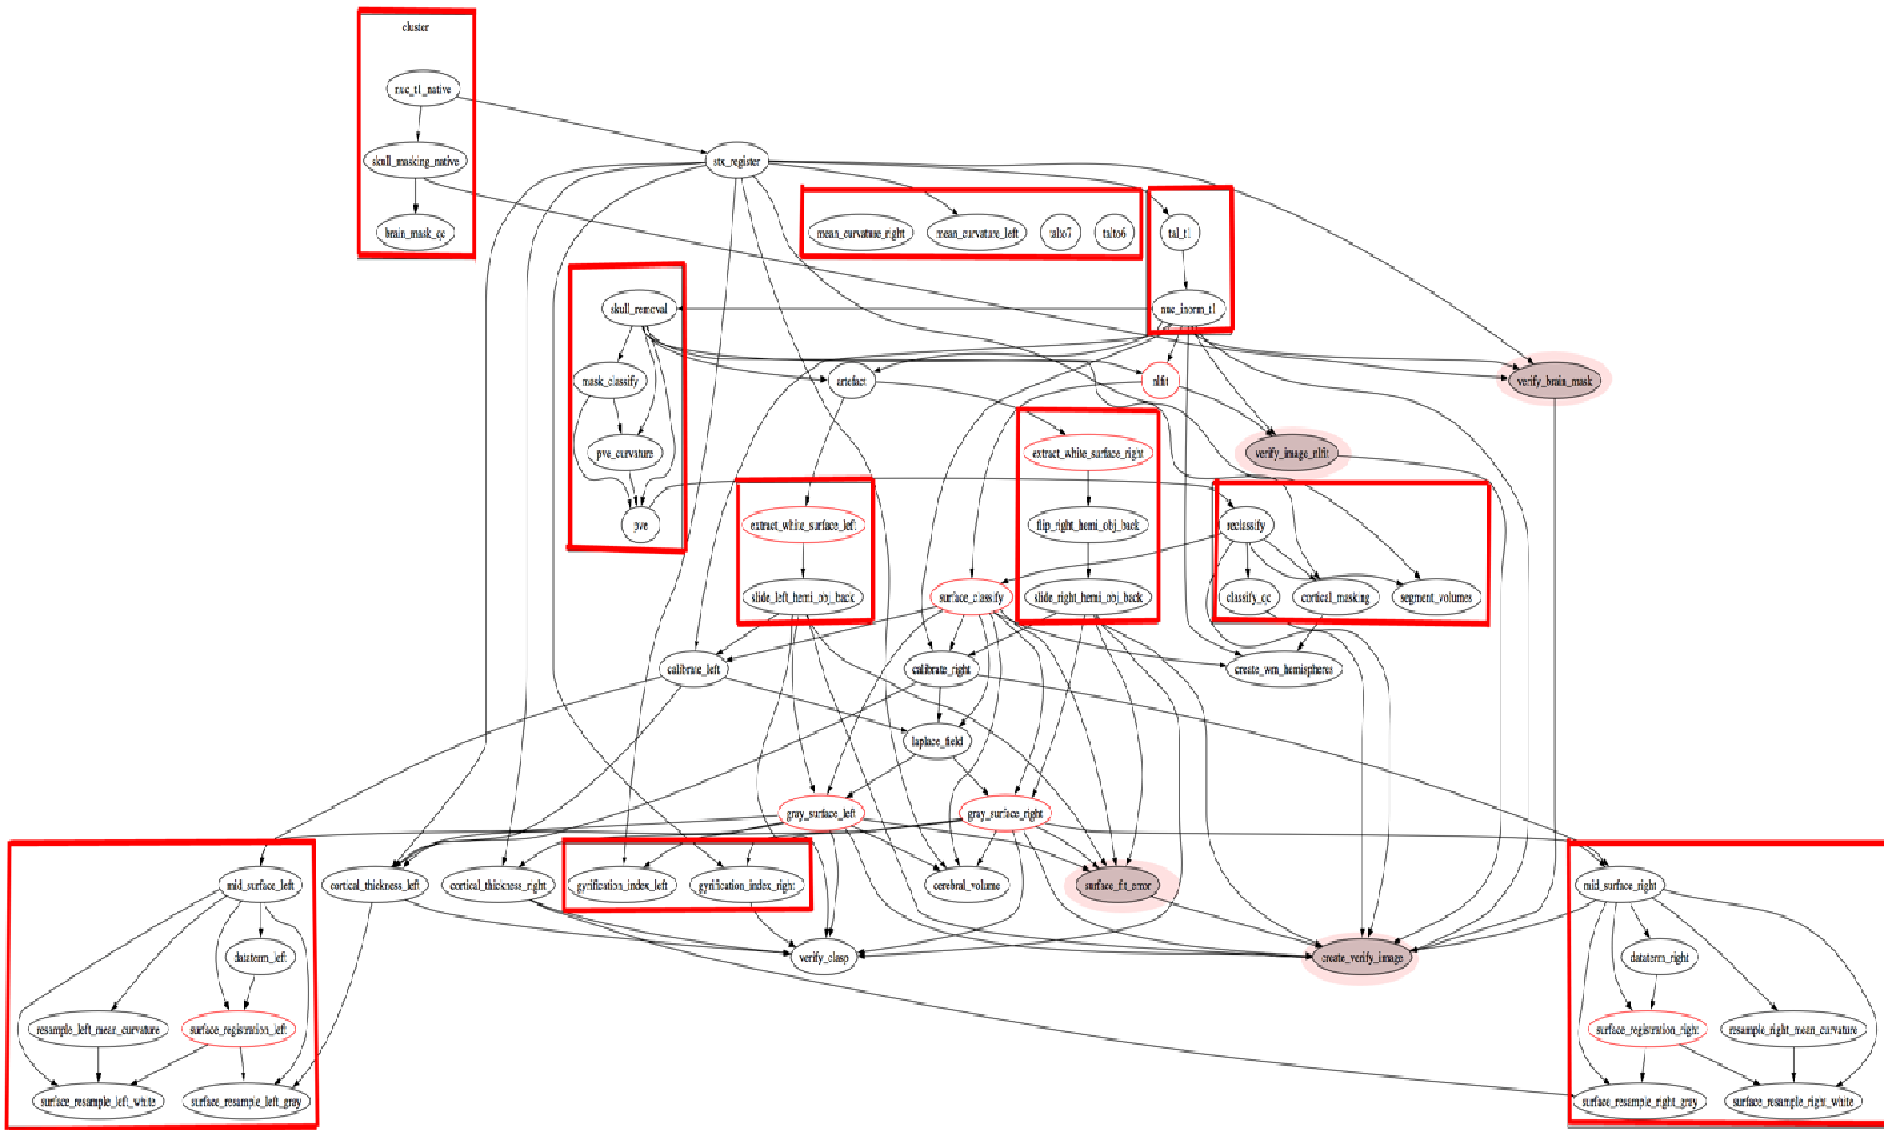 cluster
nuc_t1_native
skull_masking_native
stx_register
brain_mask_qc
mean_curvature_right
mean_curvature_left
talto7
talto6
tal_t1
skull_removal
nuc_inorm_t1
mask_classify
artefact
nlfit
verify_brain_mask
pve_curvature
extract_white_surface_right
verify_image_nlfit
pve
extract_white_surface_left
flip_right_hemi_obj_back
reclassify
slide_left_hemi_obj_back
surface_classify
slide_right_hemi_obj_back
classify_qc
cortical_masking
segment_volumes
calibrate_left
calibrate_right
create_wm_hemispheres
laplace_field
gray_surface_left
gray_surface_right
mid_surface_left
cortical_thickness_left
cortical_thickness_right
gyrification_index_left
gyrification_index_right
cerebral_volume
surface_fit_error
mid_surface_right
dataterm_left
verify_clasp
create_verify_image
dataterm_right
resample_left_mean_curvature
surface_registration_left
surface_registration_right
resample_right_mean_curvature
surface_resample_left_white
surface_resample_left_gray
surface_resample_right_gray
surface_resample_right_white